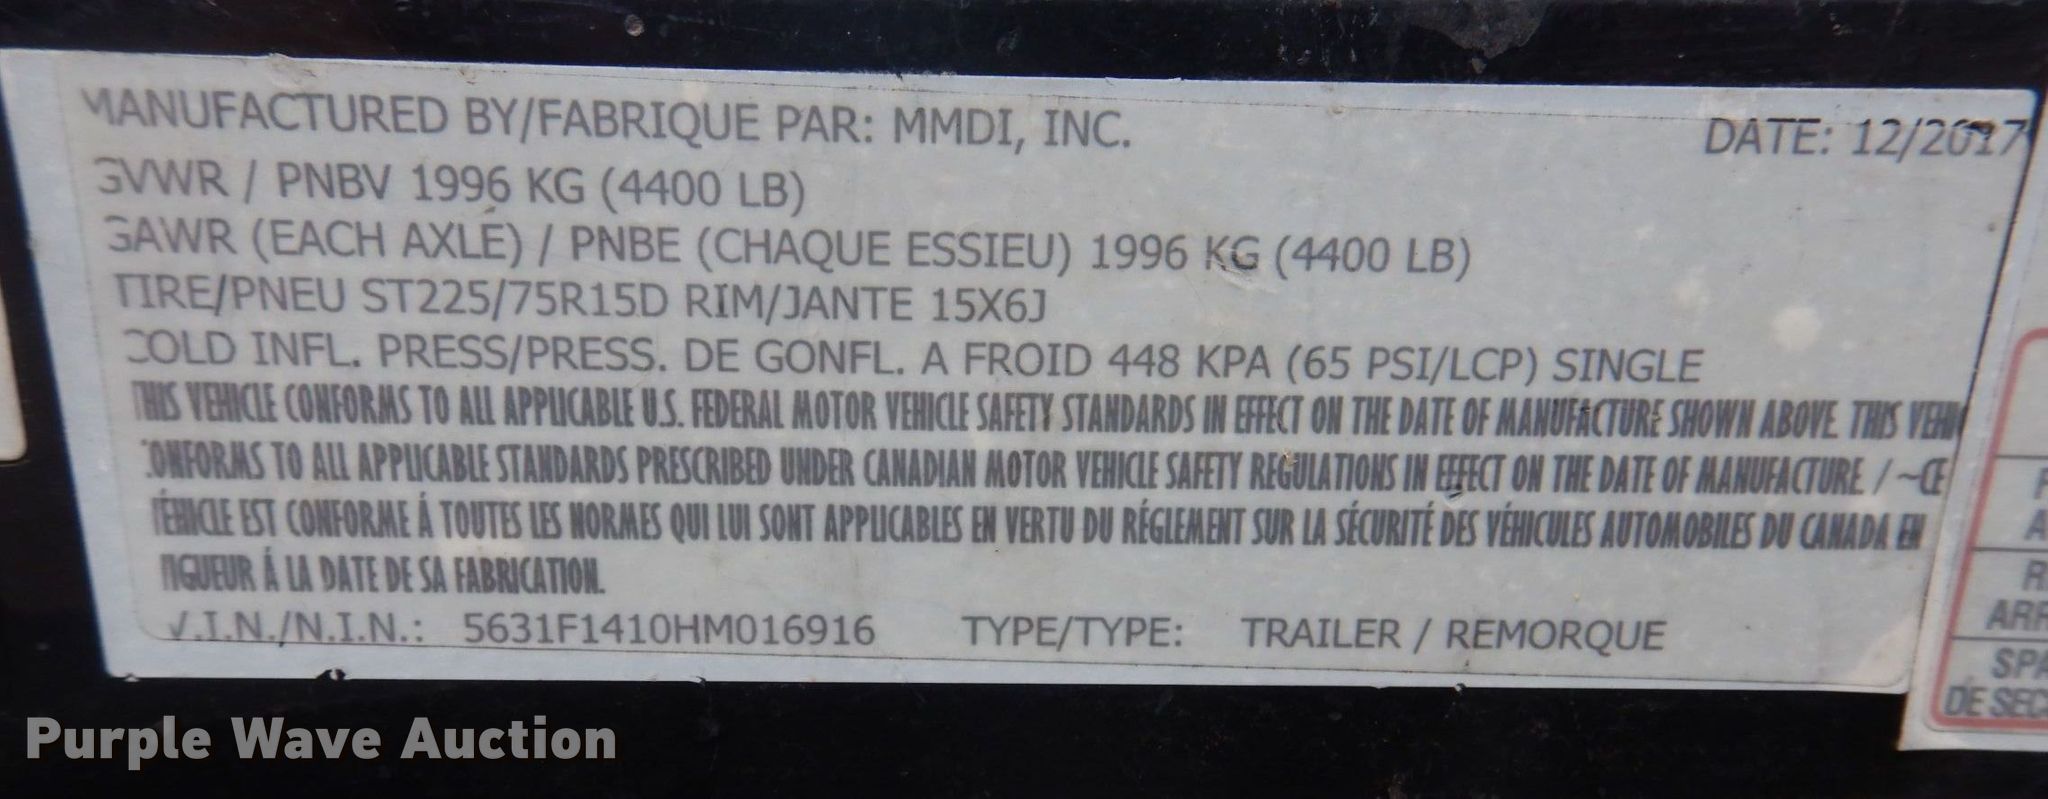 MANUFACTURED BY/FABRIQUE PAR: MMDI, INC. DATE: 12/2017
GVWR / PNBV 1996 KG (4400 LB)
GAWR (EACH AXLE) / PNBE (CHAQUE ESSIEU) 1996 KG (4400 LB)
TIRE/PNEU ST225/75R15D RIM/JANTE 15X6J
COLD INFL. PRESS/PRESS. DE GONFL. A FROID 448 KPA (65 PSI/LCP) SINGLE
THIS VEHICLE CONFORMS TO ALL APPLICABLE U.S. FEDERAL MOTOR VEHICLE SAFETY STANDARDS IN EFFECT ON THE DATE OF MANUFACTURE SHOWN ABOVE. THIS VEHI
CONFORMS TO ALL APPLICABLE STANDARDS PRESCRIBED UNDER CANADIAN MOTOR VEHICLE SAFETY REGULATIONS IN EFFECT ON THE DATE OF MANUFACTURE / ~CE
VÉHICLE EST CONFORME Á TOUTES LES NORMES QUI LUI SONT APPLICABLES EN VERTU DU RÉGLEMENT SUR LA SÉCURITÉ DES VÉHICULES AUTOMOBILES DU CANADA EN
VIGUEUR Á LA DATE DE SA FABRICATION.
V.I.N./N.I.N.: 5631F1410HM016916 TYPE/TYPE: TRAILER / REMORQUE
R
ARR
SPA
DE SEC
Purple Wave Auction